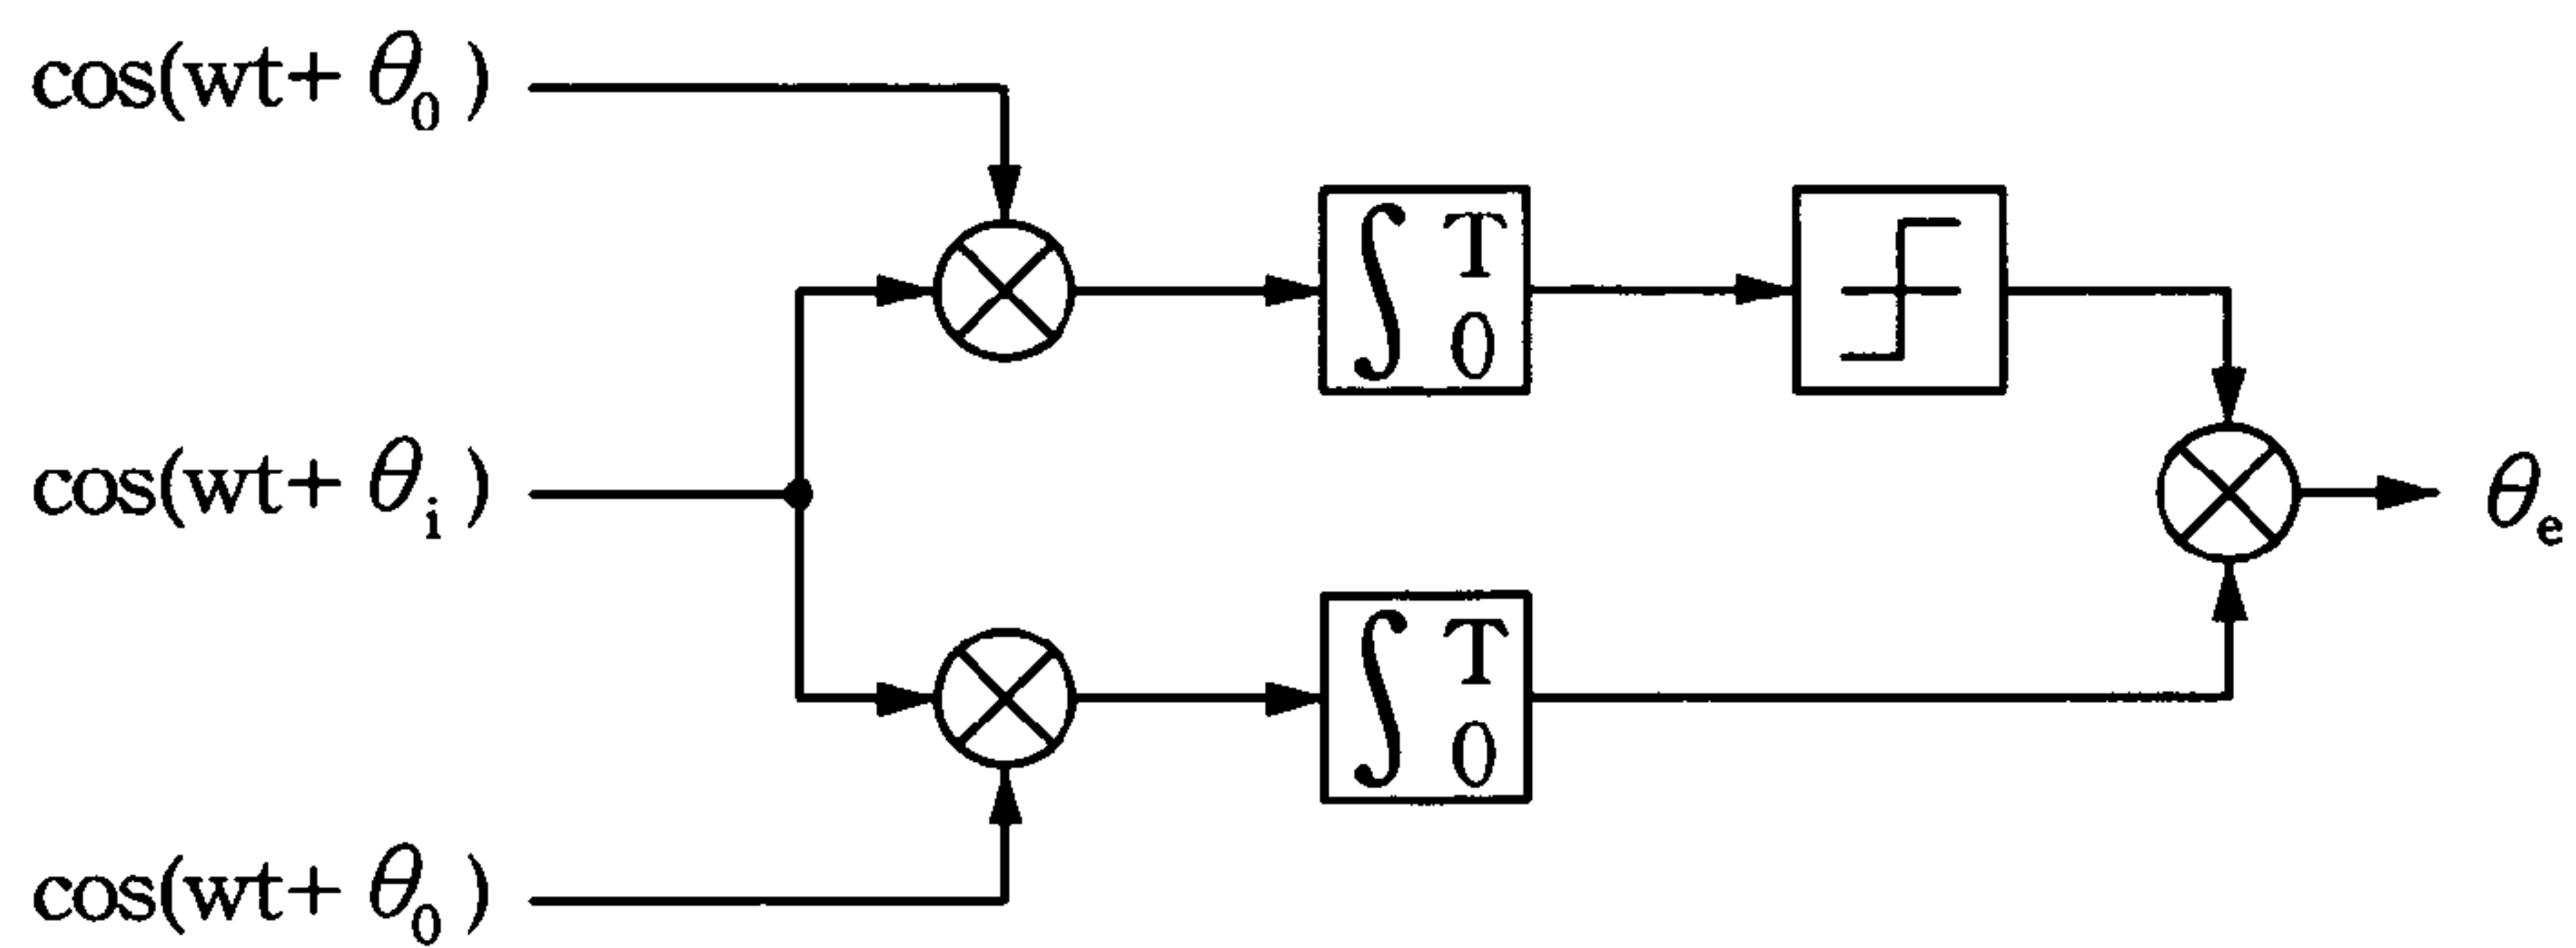 cos(wt+ θ₀ )
∫ T 0
cos(wt+ θᵢ )
θₑ
∫ T 0
cos(wt+ θ₀ )